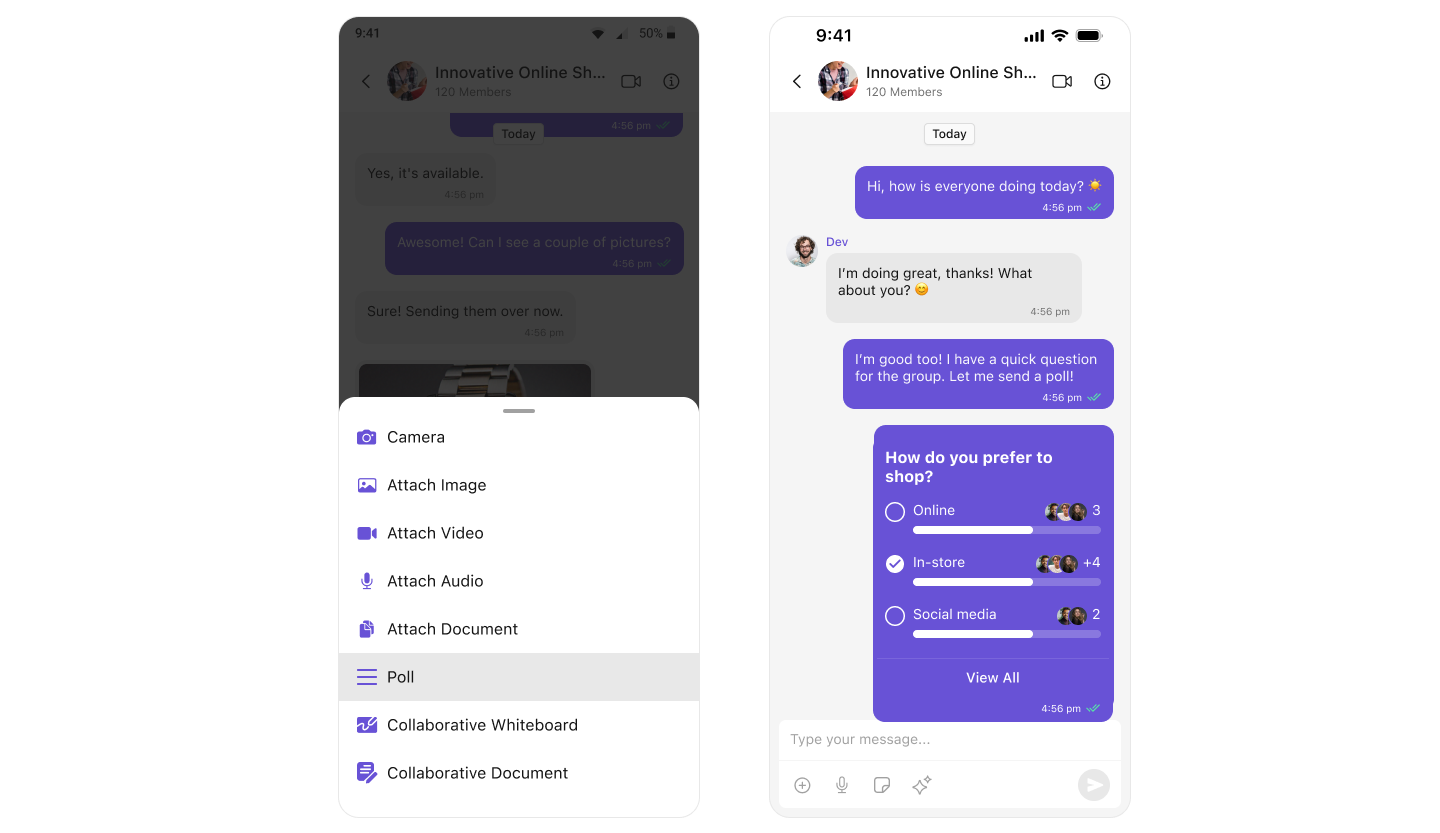 9:41
50%
Innovative Online Sh...
120 Members
4:56 pm
Today
Yes, it's available.
4:56 pm
Awesome! Can I see a couple of pictures?
4:56 pm
Sure! Sending them over now.
4:56 pm
Camera
Attach Image
Attach Video
Attach Audio
Attach Document
Poll
Collaborative Whiteboard
Collaborative Document
9:41
Innovative Online Sh...
120 Members
Today
Hi, how is everyone doing today? ☀️
4:56 pm
Dev
I'm doing great, thanks! What
about you? 😊
4:56 pm
I'm good too! I have a quick question
for the group. Let me send a poll!
4:56 pm
How do you prefer to
shop?
Online 3
In-store +4
Social media 2
View All
4:56 pm
Type your message...